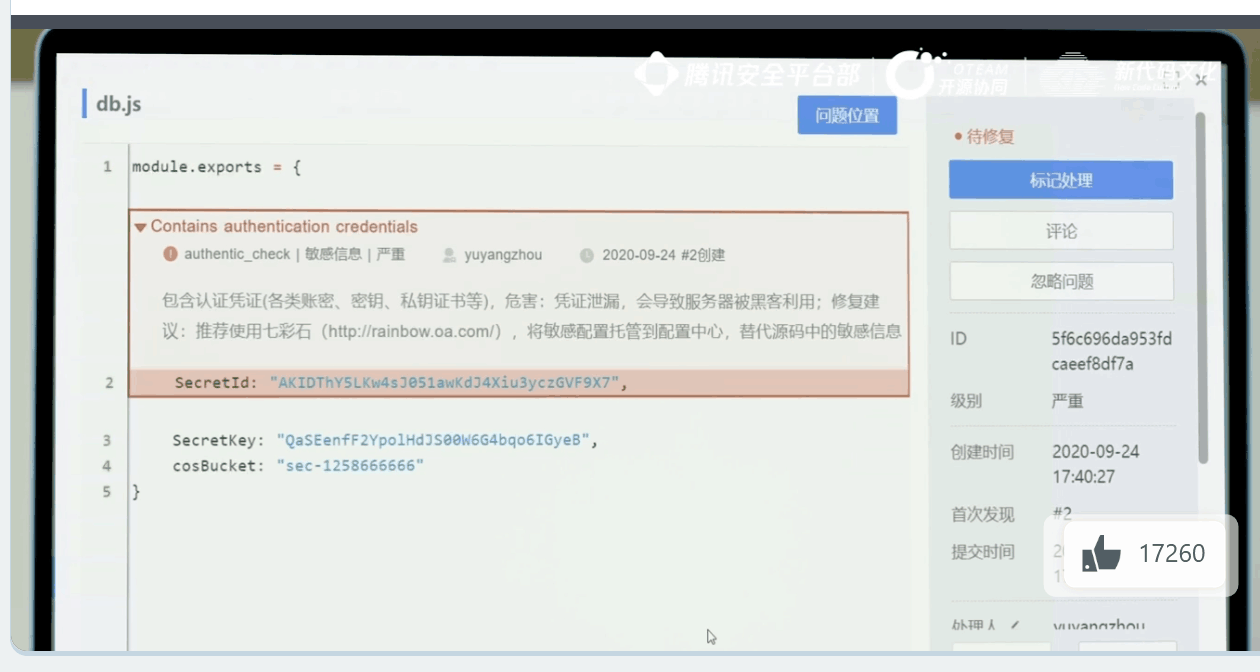 腾讯安全平台部
OTEAM
开源协同
新代码文化
db.js
问题位置
1 module.exports = {
Contains authentication credentials
authentic_check | 敏感信息 | 严重 yuyangzhou 2020-09-24 #2创建
包含认证凭证(各类账密、密钥、私钥证书等)，危害：凭证泄漏，会导致服务器被黑客利用；修复建
议：推荐使用七彩石（http://rainbow.oa.com/），将敏感配置托管到配置中心，替代源码中的敏感信息
2 SecretId: "AKIDThY5LKw4sJ051awKdJ4Xiu3yczGVF9X7",
3 SecretKey: "QaSEenfF2YpolHdJS00W6G4bqo6IGyeB",
4 cosBucket: "sec-1258666666"
5 }
待修复
标记处理
评论
忽略问题
ID 5f6c696da953fd
caeef8df7a
级别 严重
创建时间 2020-09-24
17:40:27
首次发现 #2
提交时间
17260
处理人 yuyangzhou